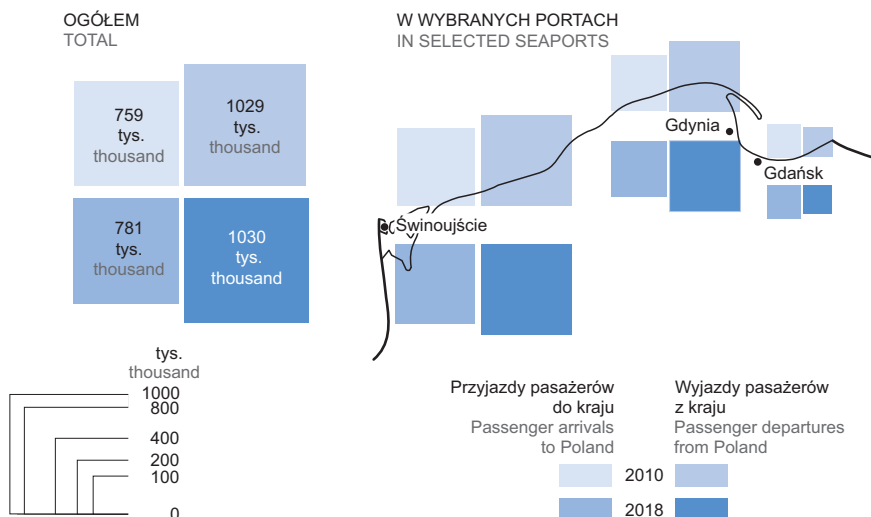 OGÓŁEM
TOTAL
W WYBRANYCH PORTACH
IN SELECTED SEAPORTS
759
tys.
thousand
1029
tys.
thousand
781
tys.
thousand
1030
tys.
thousand
Gdynia
Gdańsk
Świnoujście
tys.
thousand
1000
800
400
200
100
0
Przyjazdy pasażerów
do kraju
Passenger arrivals
to Poland
Wyjazdy pasażerów
z kraju
Passenger departures
from Poland
2010
2018